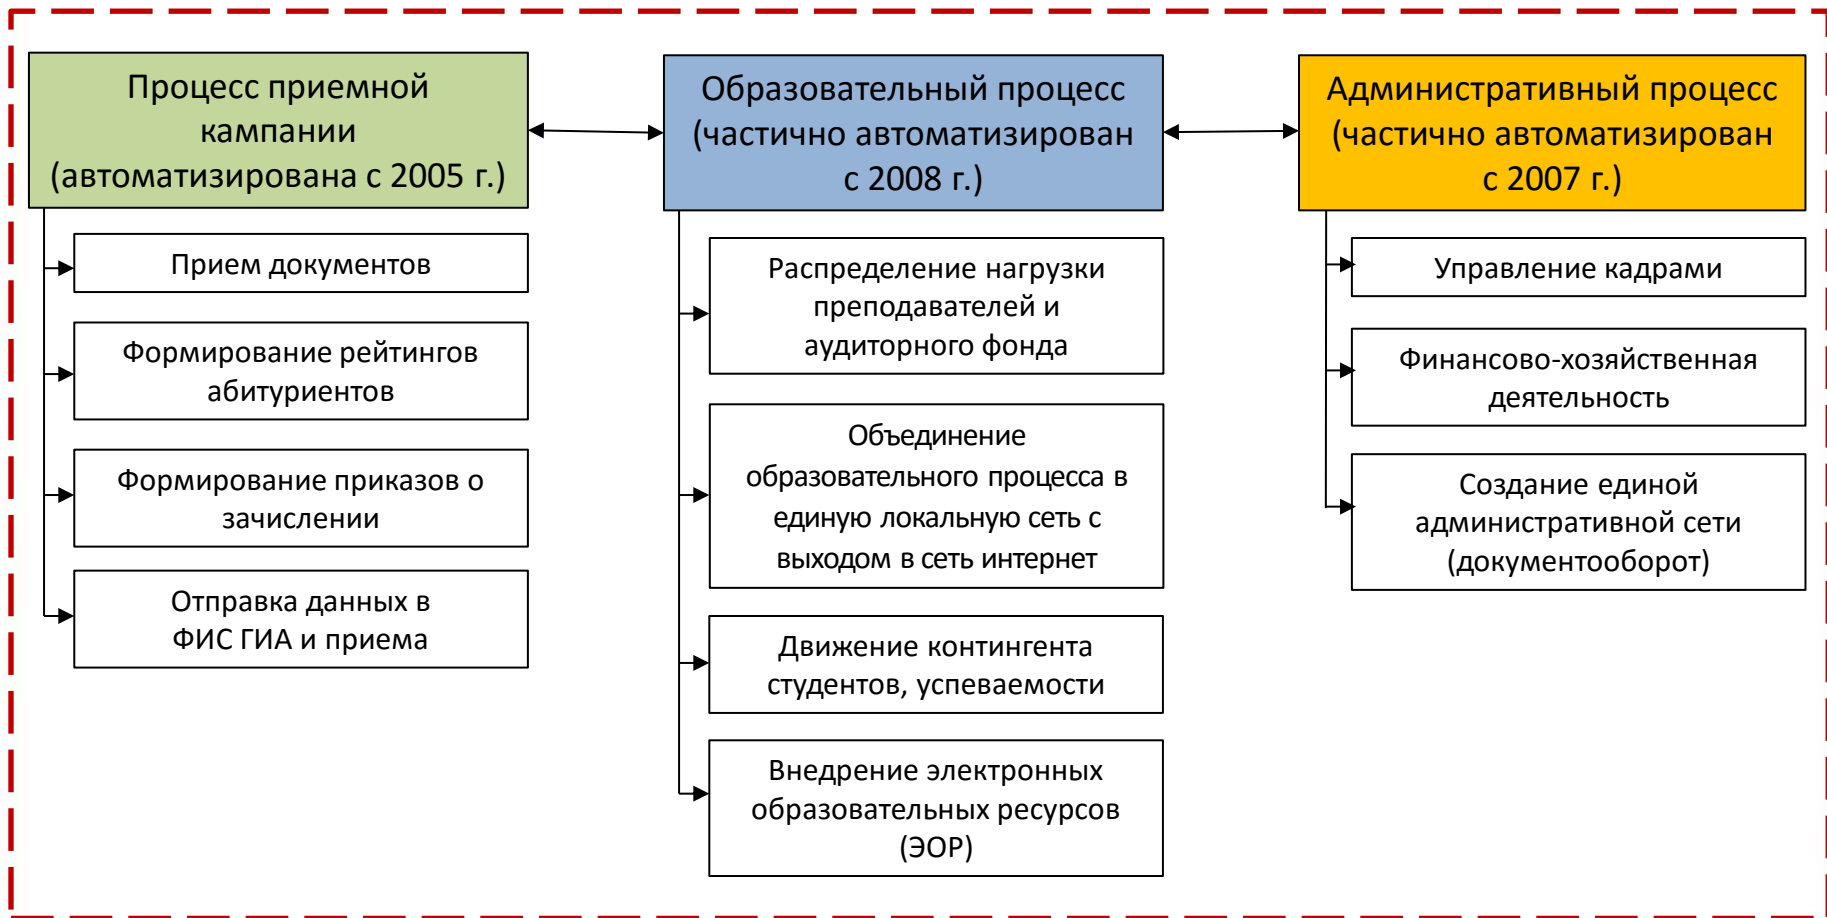 Процесс приемной
кампании
(автоматизирована с 2005 г.)
Прием документов
Формирование рейтингов
абитуриентов
Формирование приказов о
зачислении
Отправка данных в
ФИС ГИА и приема
Образовательный процесс
(частично автоматизирован
с 2008 г.)
Распределение нагрузки
преподавателей и
аудиторного фонда
Объединение
образовательного процесса в
единую локальную сеть с
выходом в сеть интернет
Движение контингента
студентов, успеваемости
Внедрение электронных
образовательных ресурсов
(ЭОР)
Административный процесс
(частично автоматизирован
с 2007 г.)
Управление кадрами
Финансово-хозяйственная
деятельность
Создание единой
административной сети
(документооборот)